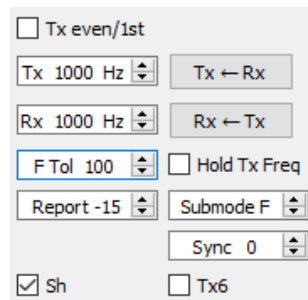 Tx even/1st
Tx 1000 Hz Tx ← Rx
Rx 1000 Hz Rx ← Tx
F Tol 100 Hold Tx Freq
Report -15 Submode F
Sync 0
Sh Tx6